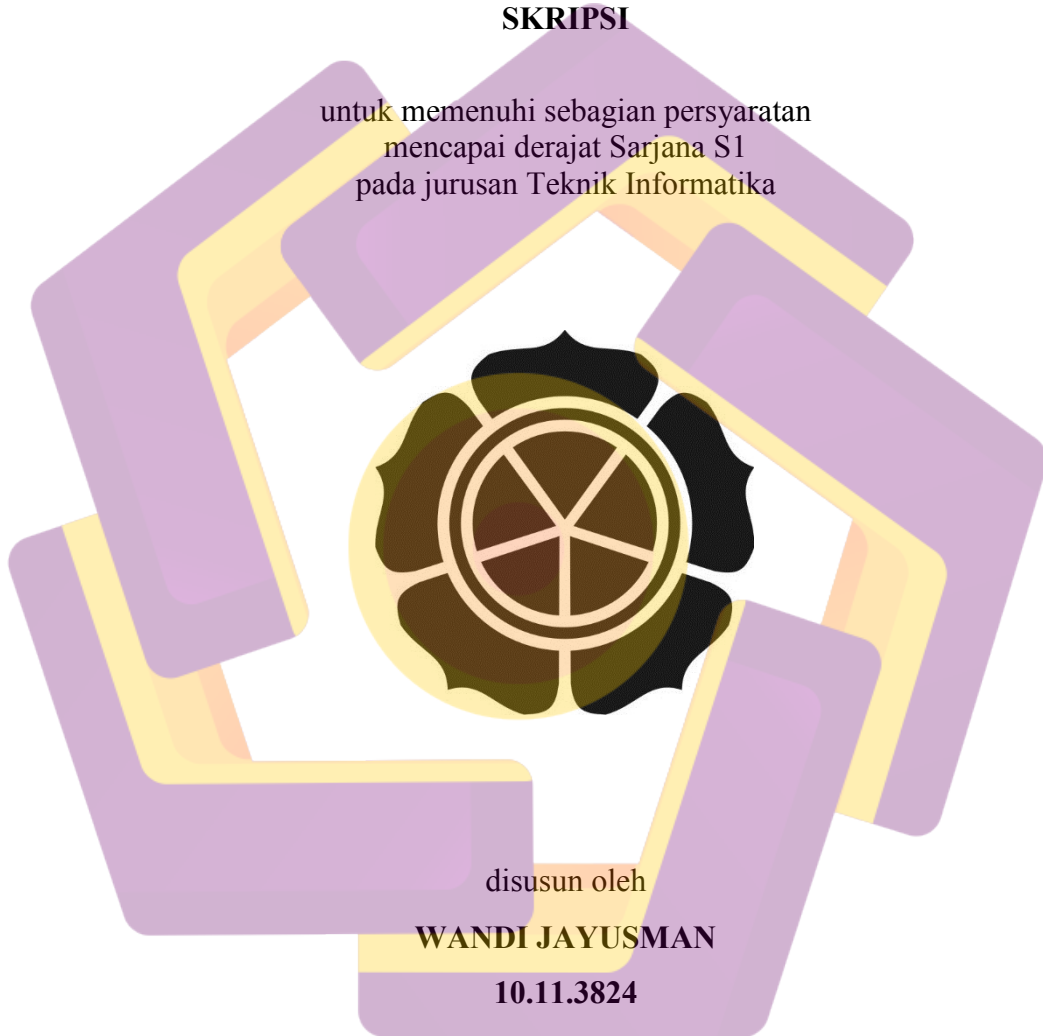 SKRIPSI
untuk memenuhi sebagian persyaratan
mencapai derajat Sarjana S1
pada jurusan Teknik Informatika
disusun oleh
WANDI JAYUSMAN
10.11.3824